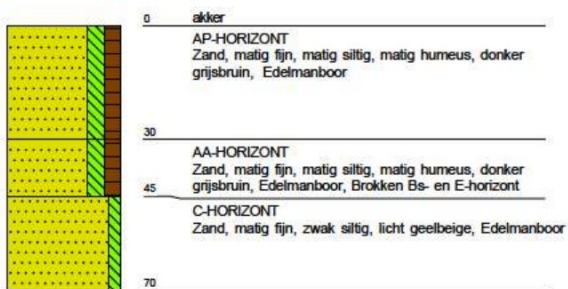 0 akker
AP-HORIZONT
Zand, matig fijn, matig siltig, matig humeus, donker
grijsbruin, Edelmanboor
30
AA-HORIZONT
Zand, matig fijn, matig siltig, matig humeus, donker
grijsbruin, Edelmanboor, Brokken Bs- en E-horizont
45
C-HORIZONT
Zand, matig fijn, zwak siltig, licht geelbeige, Edelmanboor
70